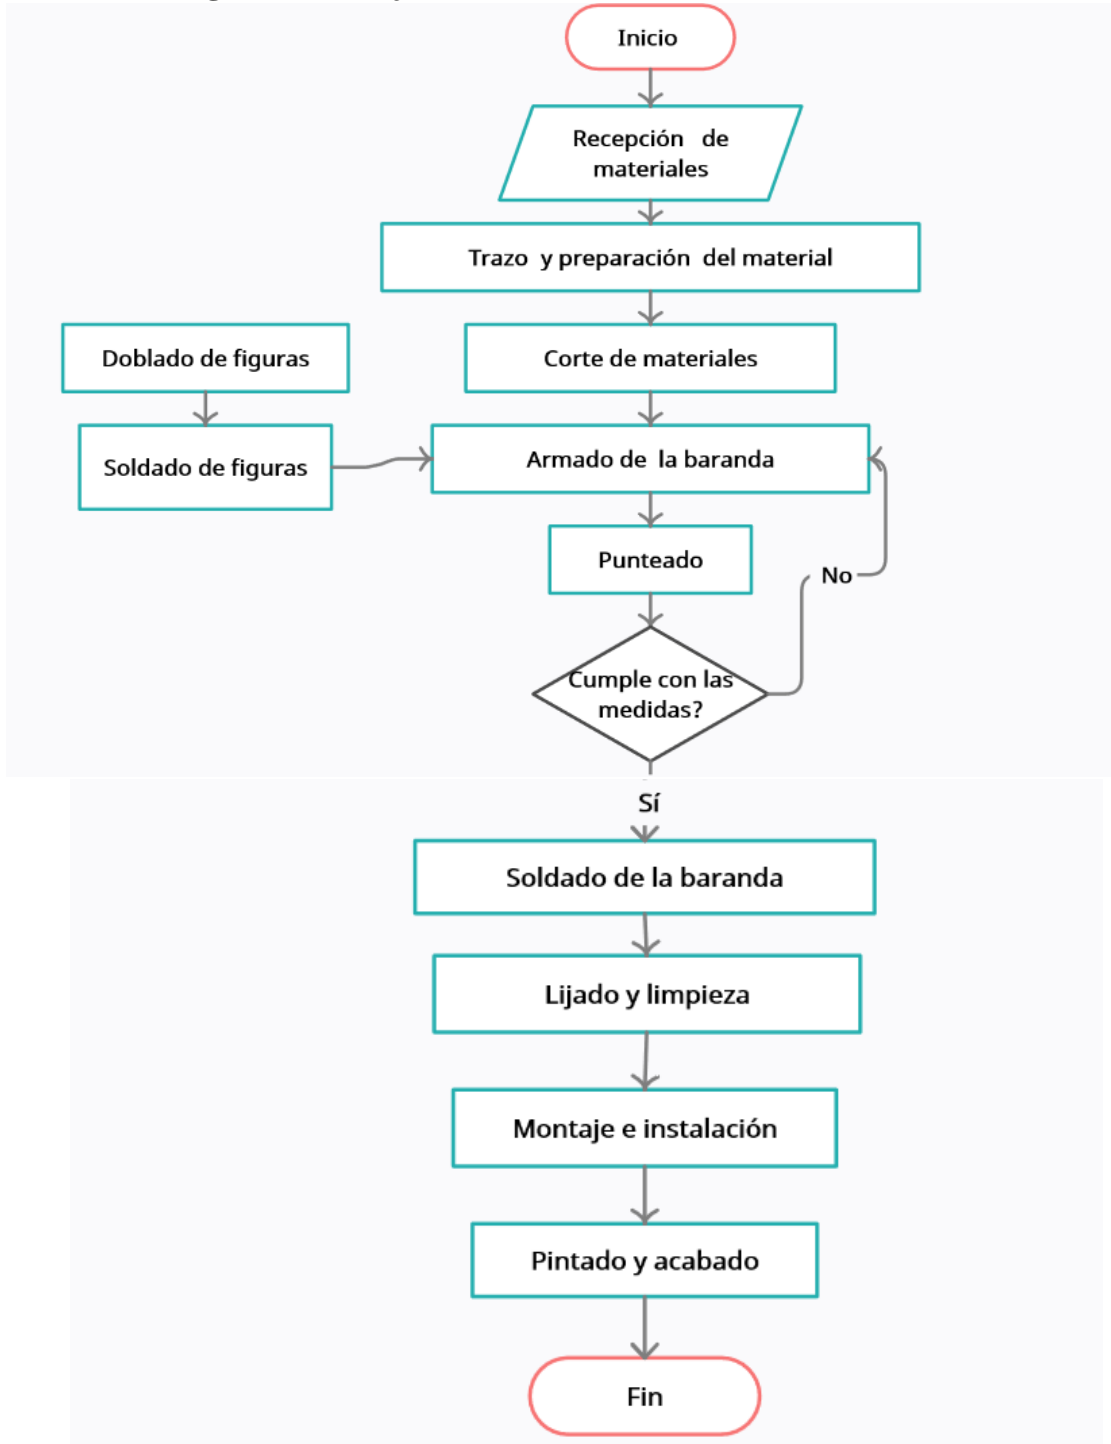 Inicio
Recepción de
materiales
Trazo y preparación del material
Doblado de figuras
Corte de materiales
Soldado de figuras
Armado de la baranda
Punteado
No
Cumple con las
medidas?
Sí
Soldado de la baranda
Lijado y limpieza
Montaje e instalación
Pintado y acabado
Fin